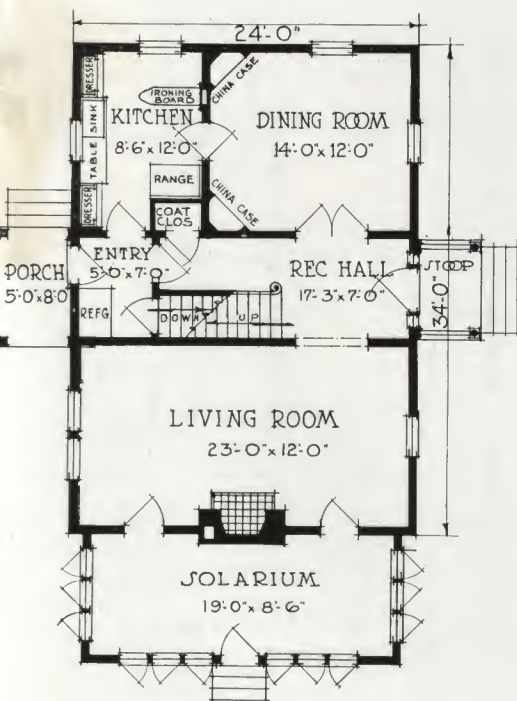 24'-0"
DRESSER
SINK
TABLE
DRESSER
IRONING
BOARD
KITCHEN
8'-6" x 12'-0"
RANGE
CHINA CASE
DINING ROOM
14'-0" x 12'-0"
CHINA CASE
COAT
CLOS
ENTRY
5'-0" x 7'-0"
PORCH
5'-0" x 8'-0
REFG.
DOWN
UP
REC HALL
17'-3" x 7'-0"
STOOP
34'-0"
LIVING ROOM
23'-0" x 12'-0"
SOLARIUM
19'-0" x 8'-6"